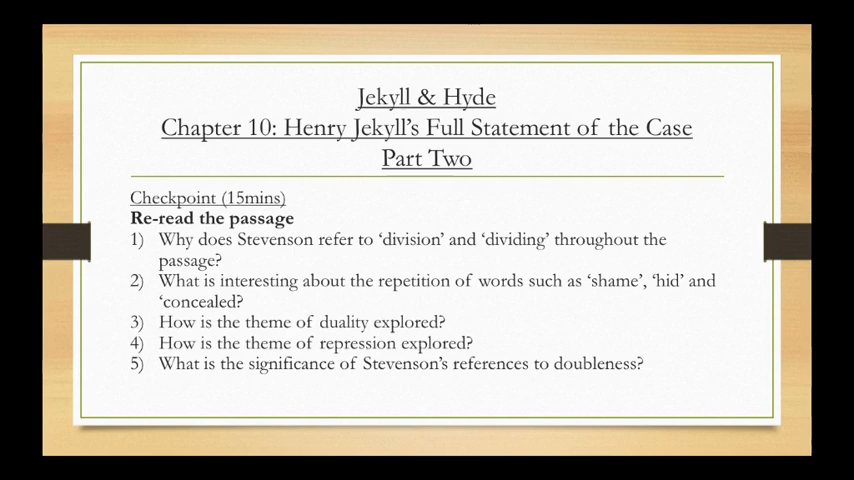 Jekyll & Hyde
Chapter 10: Henry Jekyll’s Full Statement of the Case
Part Two
Checkpoint (15mins)
Re-read the passage
1) Why does Stevenson refer to ‘division’ and ‘dividing’ throughout the
passage?
2) What is interesting about the repetition of words such as ‘shame’, ‘hid’ and
‘concealed?
3) How is the theme of duality explored?
4) How is the theme of repression explored?
5) What is the significance of Stevenson’s references to doubleness?